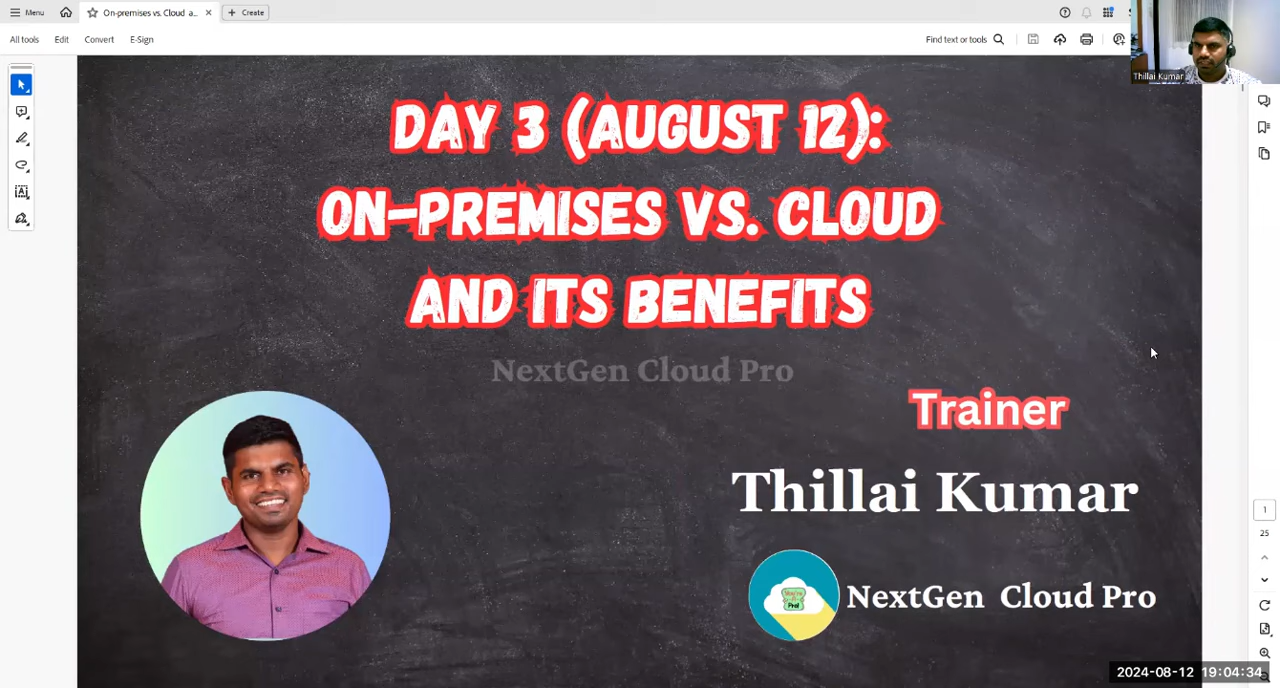 Menu
On-premises vs. Cloud a...
Create
All tools
Edit
Convert
E-Sign
Find text or tools
Thillai Kumar
DAY 3 (AUGUST 12):
ON-PREMISES VS. CLOUD
AND ITS BENEFITS
NextGen Cloud Pro
Trainer
Thillai Kumar
NextGen Cloud Pro
1
25
2024-08-12 19:04:34